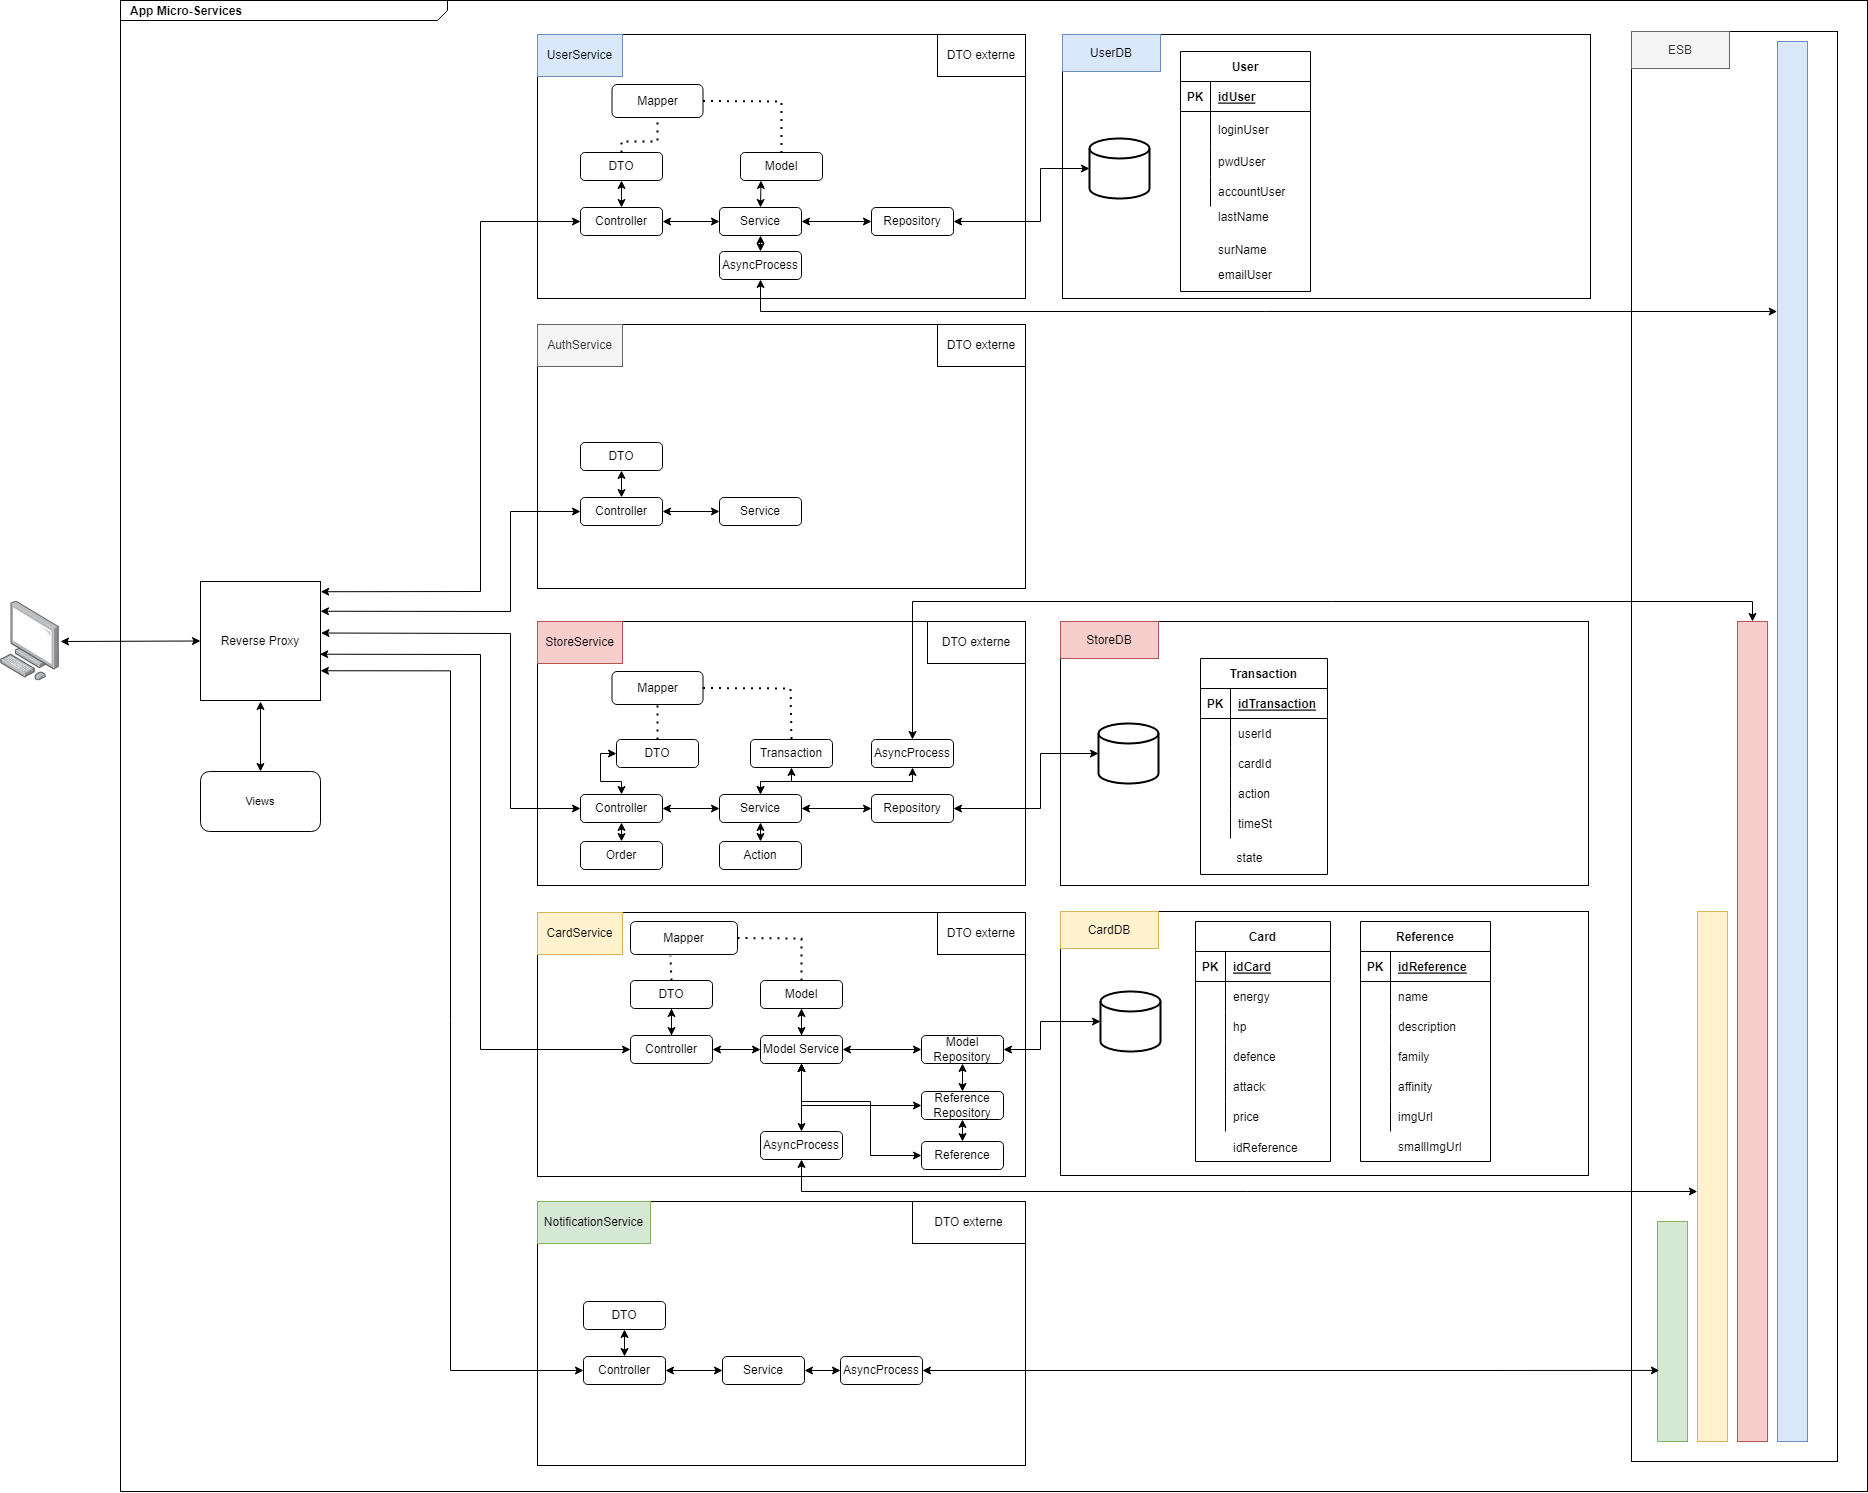 App Micro-Services
UserService
DTO externe
Mapper
DTO
Model
Controller
Service
Repository
AsyncProcess
UserDB
User
PK
idUser
loginUser
pwdUser
accountUser
lastName
surName
emailUser
ESB
AuthService
DTO externe
DTO
Controller
Service
Reverse Proxy
Views
StoreService
DTO externe
Mapper
DTO
Transaction
AsyncProcess
Controller
Service
Repository
Order
Action
StoreDB
Transaction
PK
idTransaction
userId
cardId
action
timeSt
state
CardService
Mapper
DTO externe
DTO
Model
Controller
Model Service
Model
Repository
Reference
Repository
AsyncProcess
Reference
CardDB
Card
PK
idCard
energy
hp
defence
attack
price
idReference
Reference
PK
idReference
name
description
family
affinity
imgUrl
smallImgUrl
NotificationService
DTO externe
DTO
Controller
Service
AsyncProcess